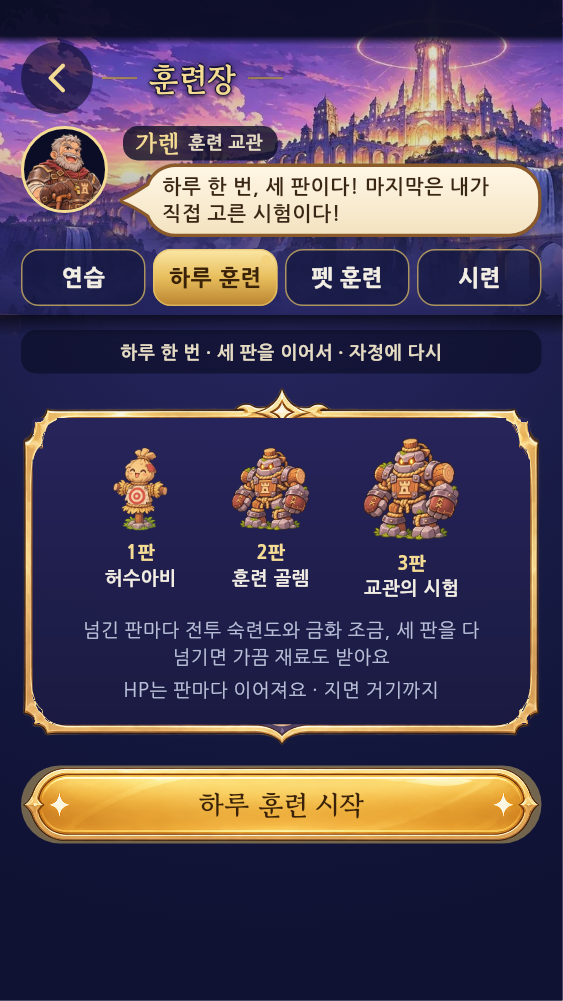 훈련장
가렌 훈련 교관
하루 한 번, 세 판이다! 마지막은 내가
직접 고른 시험이다!
연습
하루 훈련
펫 훈련
시련
하루 한 번 · 세 판을 이어서 · 자정에 다시
1판
허수아비
2판
훈련 골렘
3판
교관의 시험
넘긴 판마다 전투 숙련도와 금화 조금, 세 판을 다
넘기면 가끔 재료도 받아요
HP는 판마다 이어져요 · 지면 거기까지
하루 훈련 시작